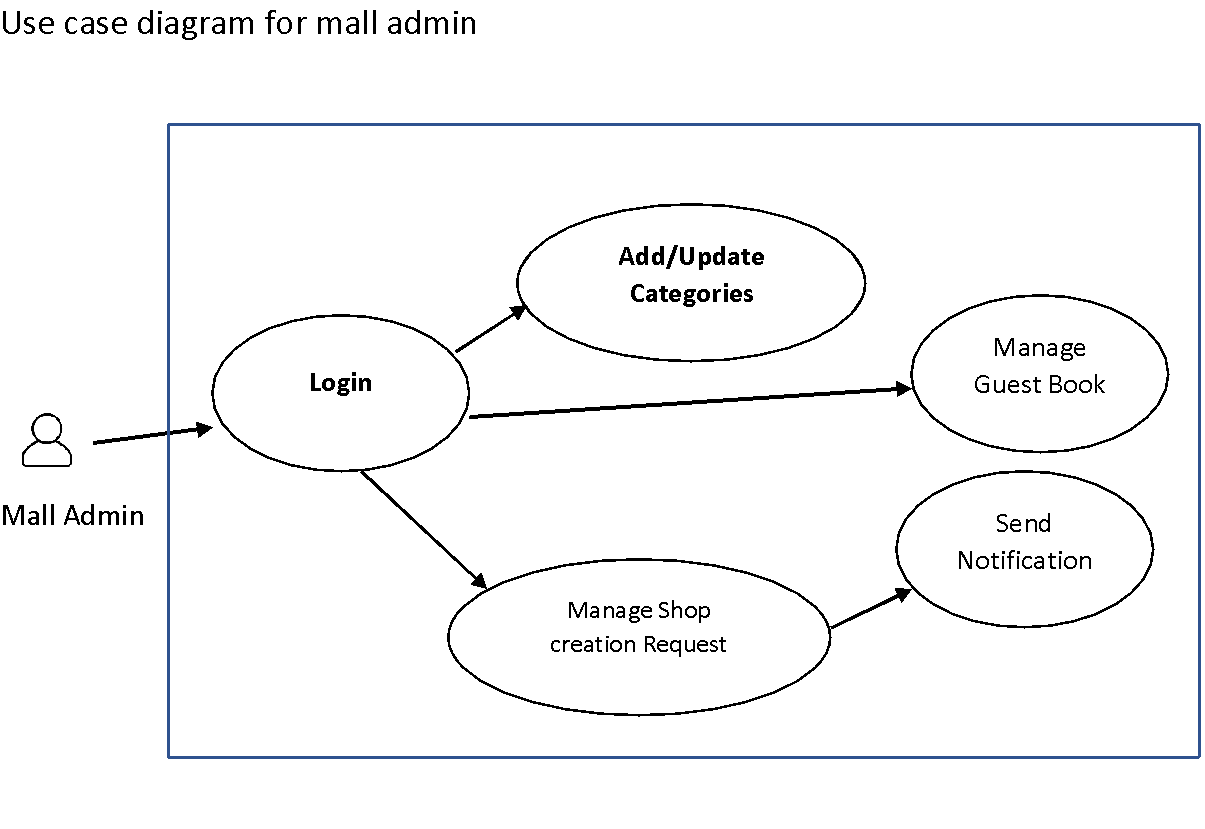 Use case diagram for mall admin
Add/Update
Categories
Manage
Guest Book
Login
Mall Admin
Send
Notification
Manage Shop
creation Request